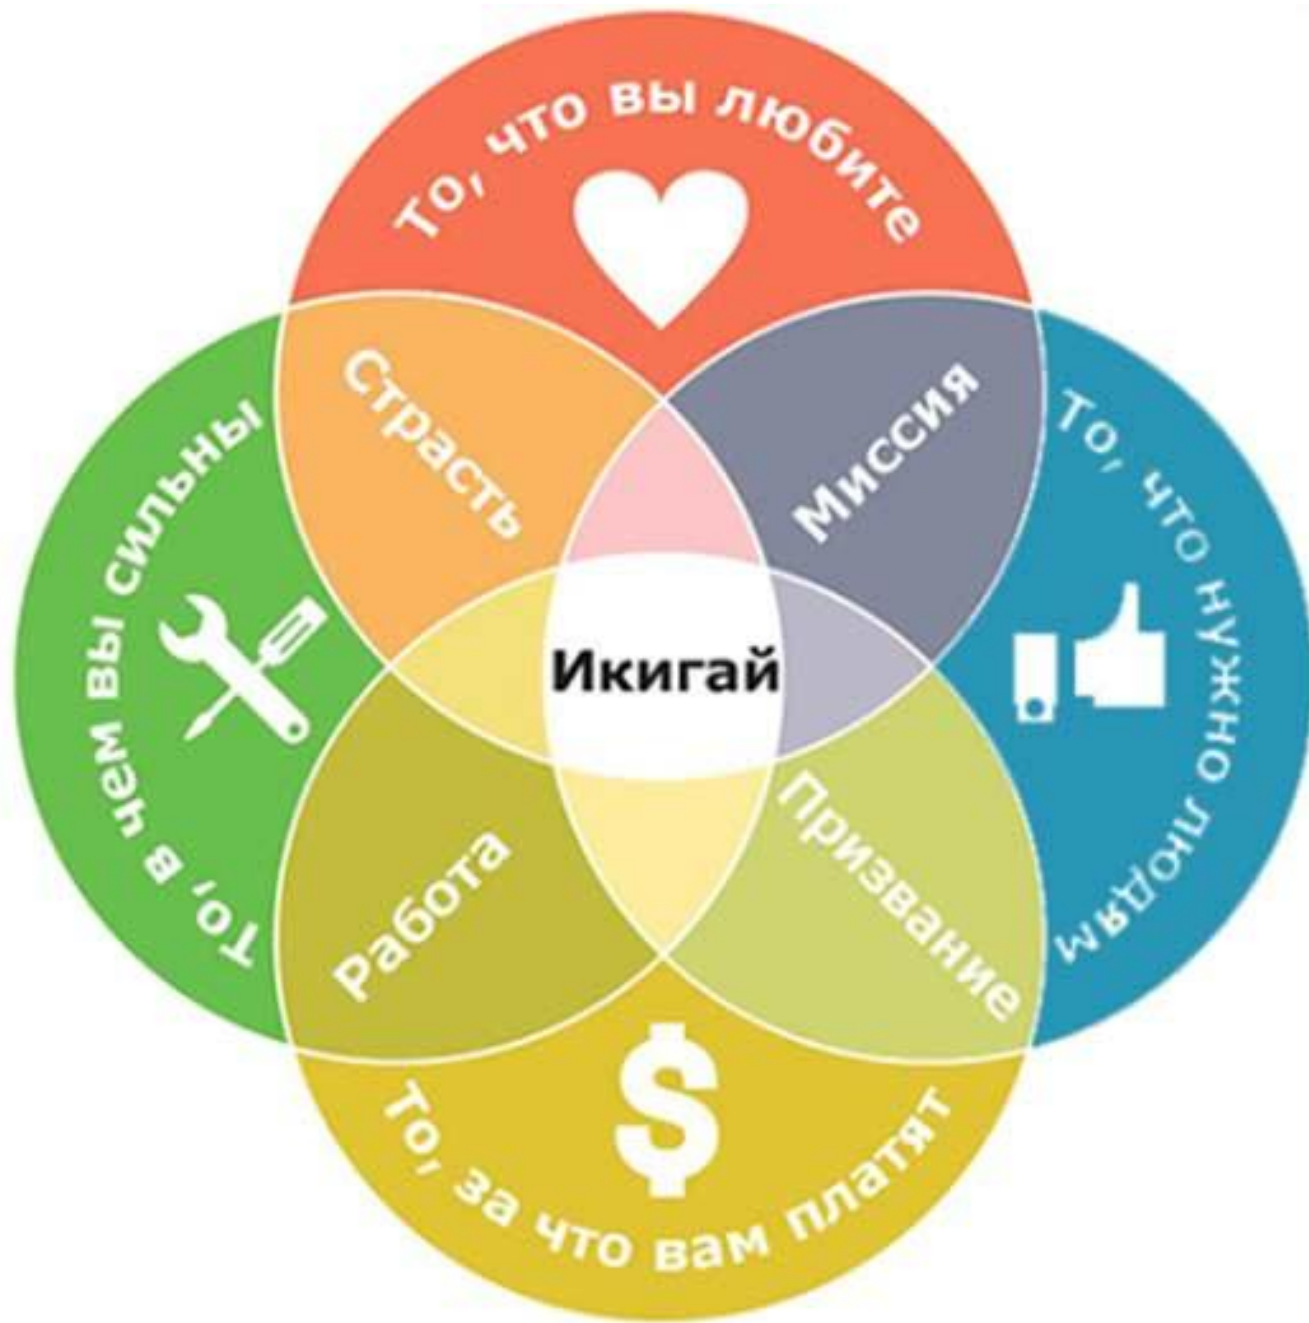 То, что вы любите
Страсть
Миссия
То, в чем вы сильны
То, что нужно людям
Икигай
Работа
Призвание
То, за что вам платят